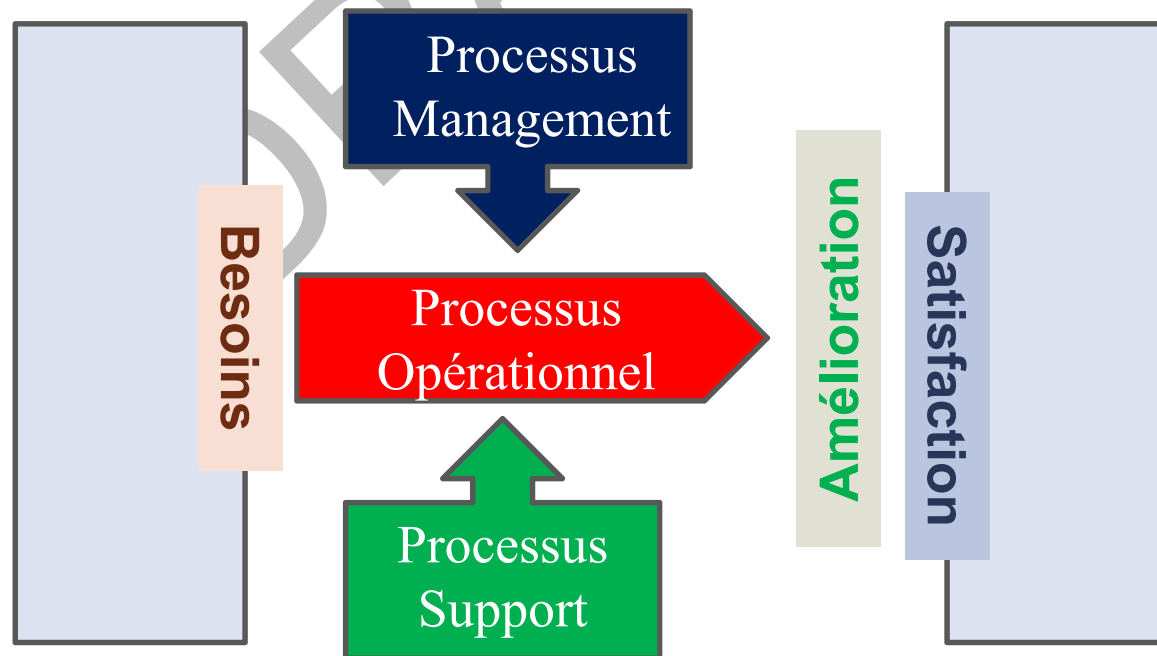 Processus
Management
Besoins
Processus
Opérationnel
Amélioration
Satisfaction
Processus
Support